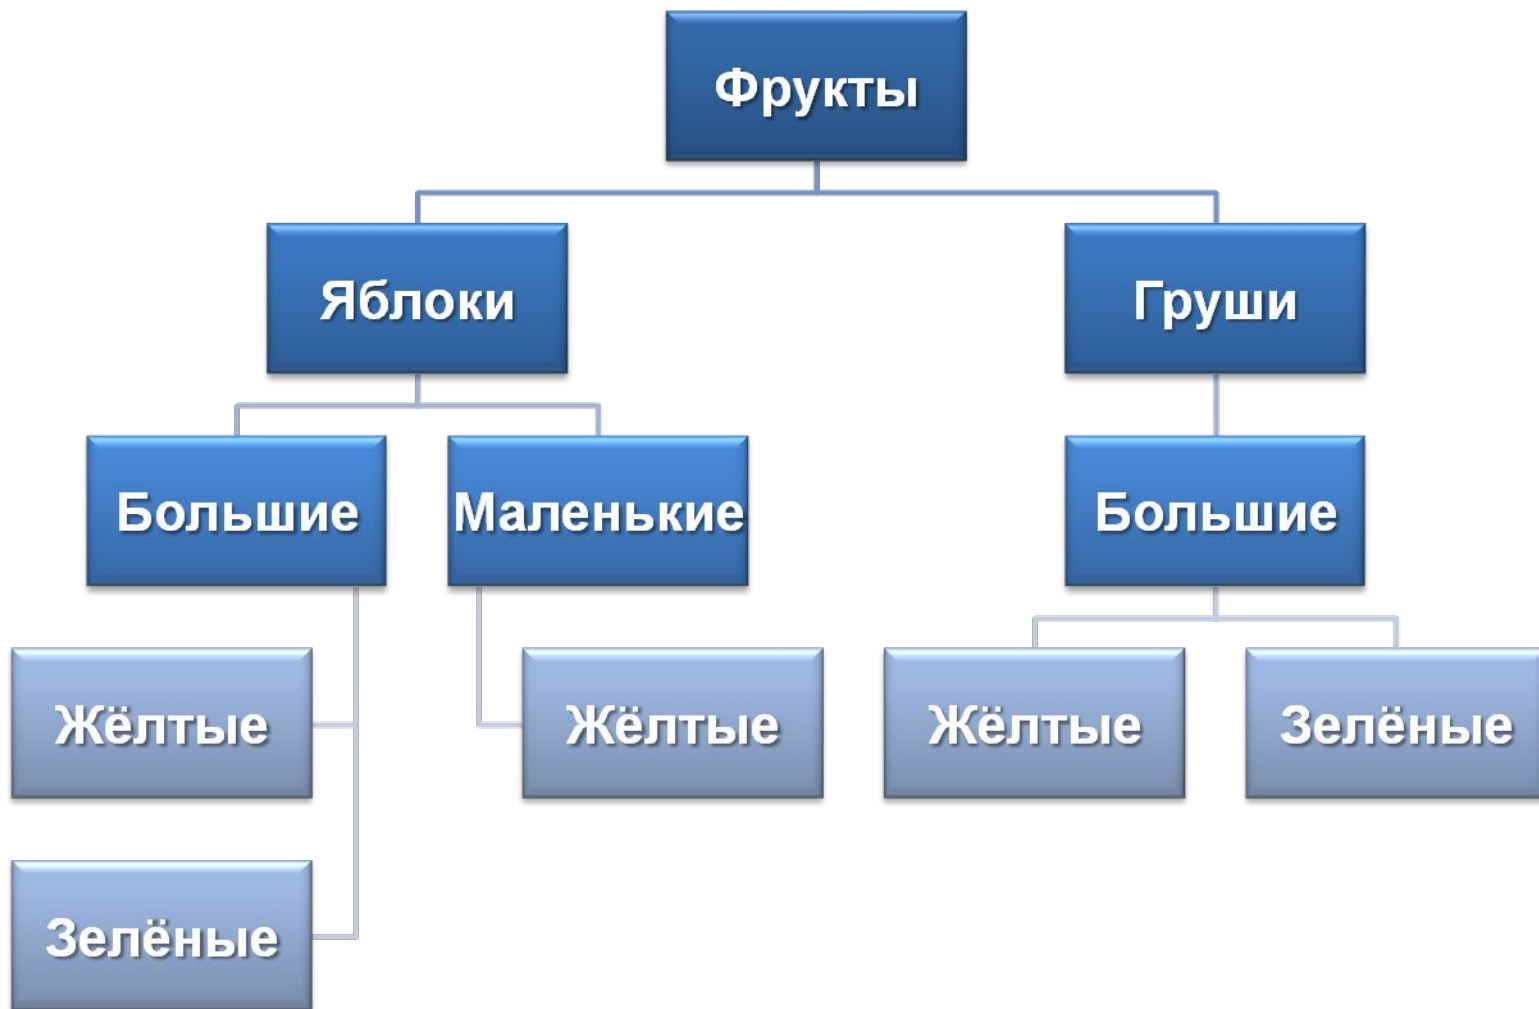 Фрукты
Яблоки
Груши
Большие
Маленькие
Большие
Жёлтые
Жёлтые
Жёлтые
Зелёные
Зелёные